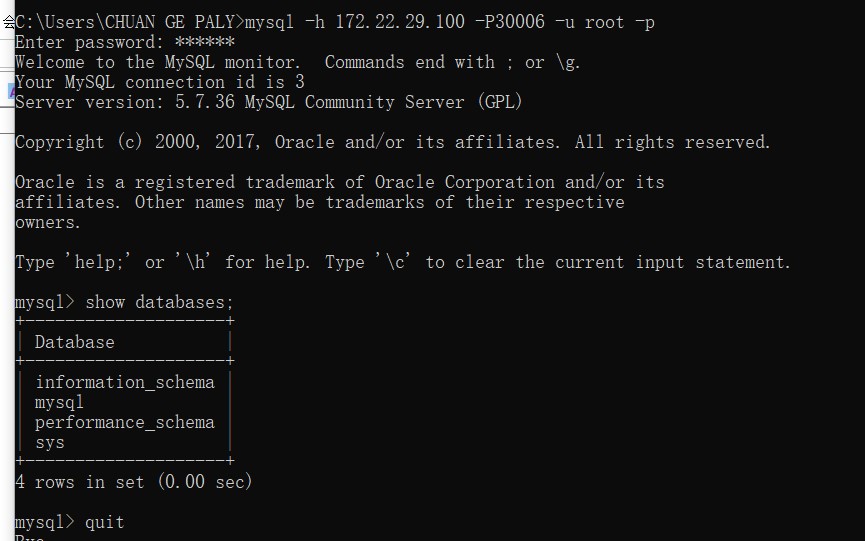 会
C:\Users\CHUAN GE PALY>mysql -h 172.22.29.100 -P30006 -u root -p
Enter password: ******
Welcome to the MySQL monitor.  Commands end with ; or \g.
Your MySQL connection id is 3
Server version: 5.7.36 MySQL Community Server (GPL)
Copyright (c) 2000, 2017, Oracle and/or its affiliates. All rights reserved.
Oracle is a registered trademark of Oracle Corporation and/or its
affiliates. Other names may be trademarks of their respective
owners.
Type 'help;' or '\h' for help. Type '\c' to clear the current input statement.
mysql> show databases;
+--------------------+
| Database           |
+--------------------+
| information_schema |
| mysql              |
| performance_schema |
| sys                |
+--------------------+
4 rows in set (0.00 sec)
mysql> quit
Bye